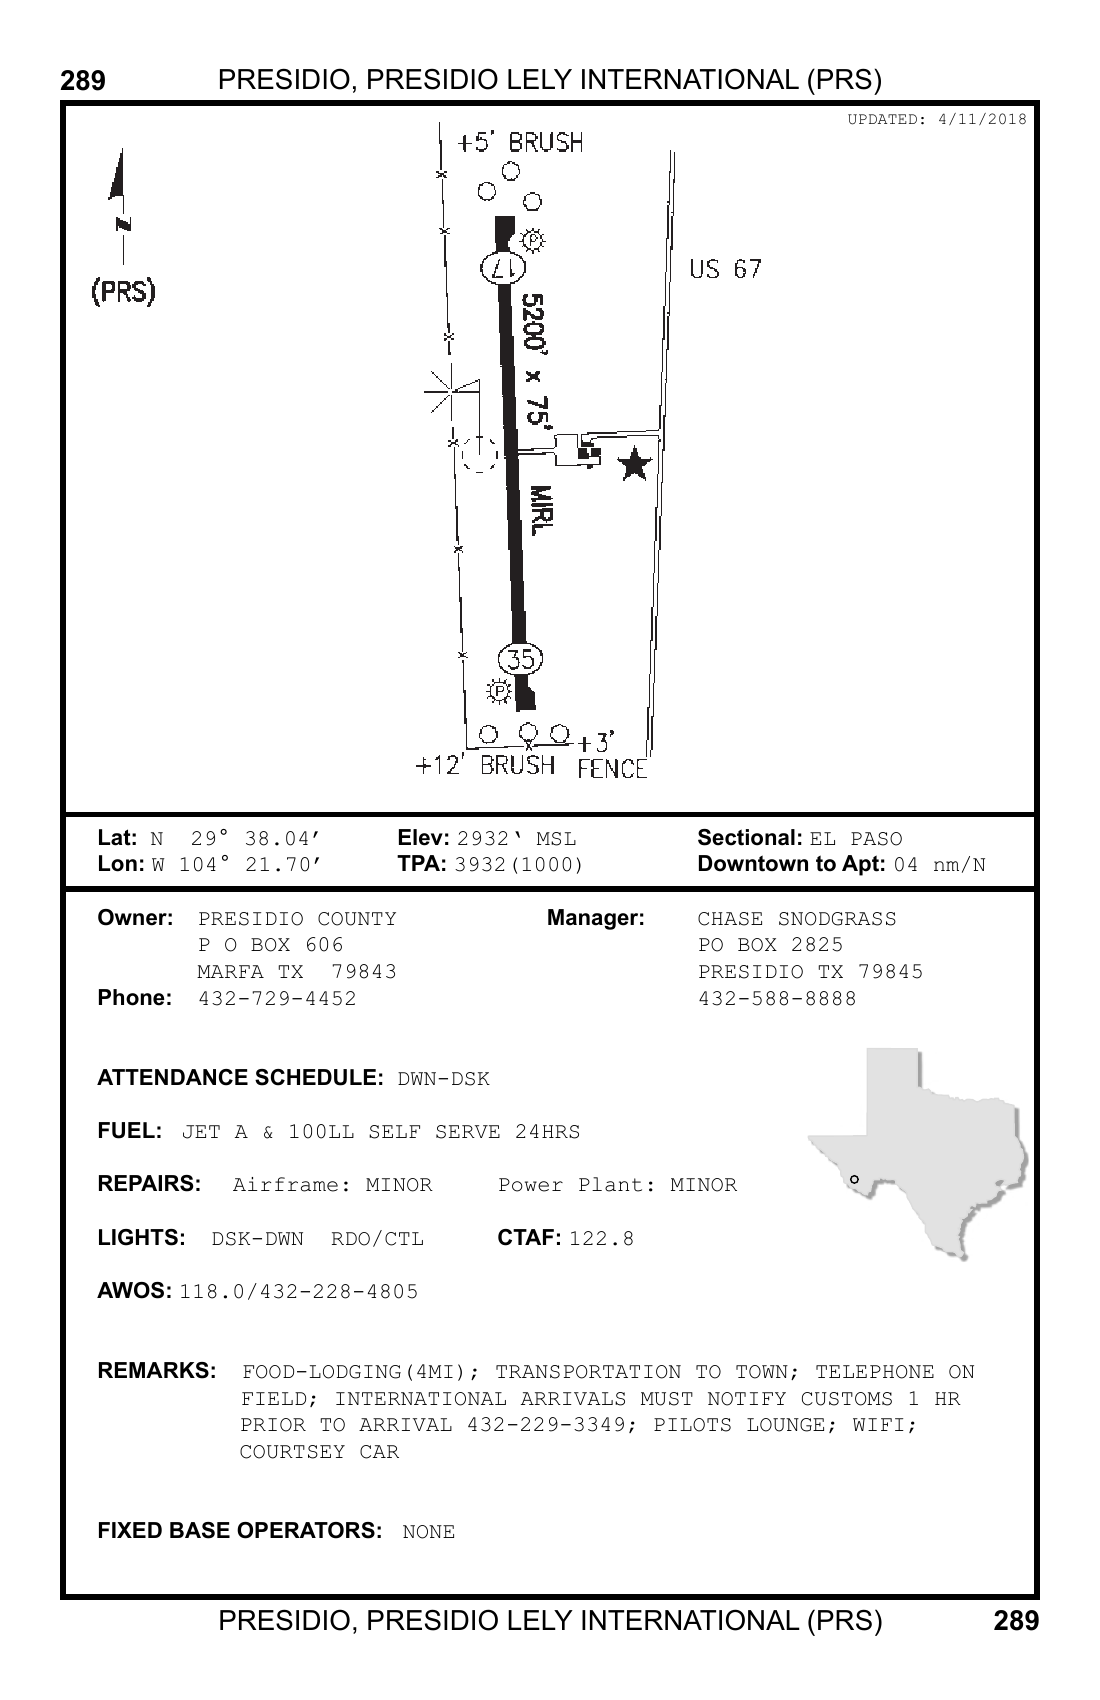 289 PRESIDIO, PRESIDIO LELY INTERNATIONAL (PRS)
UPDATED: 4/11/2018
+5' BRUSH
N
P
17
US 67
(PRS)
5200' x 75'
MIRL
35
P
+3'
+12' BRUSH FENCE
Lat: N 29° 38.04′ Elev: 2932‛ MSL Sectional: EL PASO
Lon: W 104° 21.70′ TPA: 3932(1000) Downtown to Apt: 04 nm/N
Owner: PRESIDIO COUNTY Manager: CHASE SNODGRASS
P O BOX 606 PO BOX 2825
MARFA TX 79843 PRESIDIO TX 79845
Phone: 432-729-4452 432-588-8888
ATTENDANCE SCHEDULE: DWN-DSK
FUEL: JET A & 100LL SELF SERVE 24HRS
REPAIRS: Airframe: MINOR Power Plant: MINOR
LIGHTS: DSK-DWN RDO/CTL CTAF: 122.8
AWOS: 118.0/432-228-4805
REMARKS: FOOD-LODGING(4MI); TRANSPORTATION TO TOWN; TELEPHONE ON
FIELD; INTERNATIONAL ARRIVALS MUST NOTIFY CUSTOMS 1 HR
PRIOR TO ARRIVAL 432-229-3349; PILOTS LOUNGE; WIFI;
COURTSEY CAR
FIXED BASE OPERATORS: NONE
PRESIDIO, PRESIDIO LELY INTERNATIONAL (PRS) 289